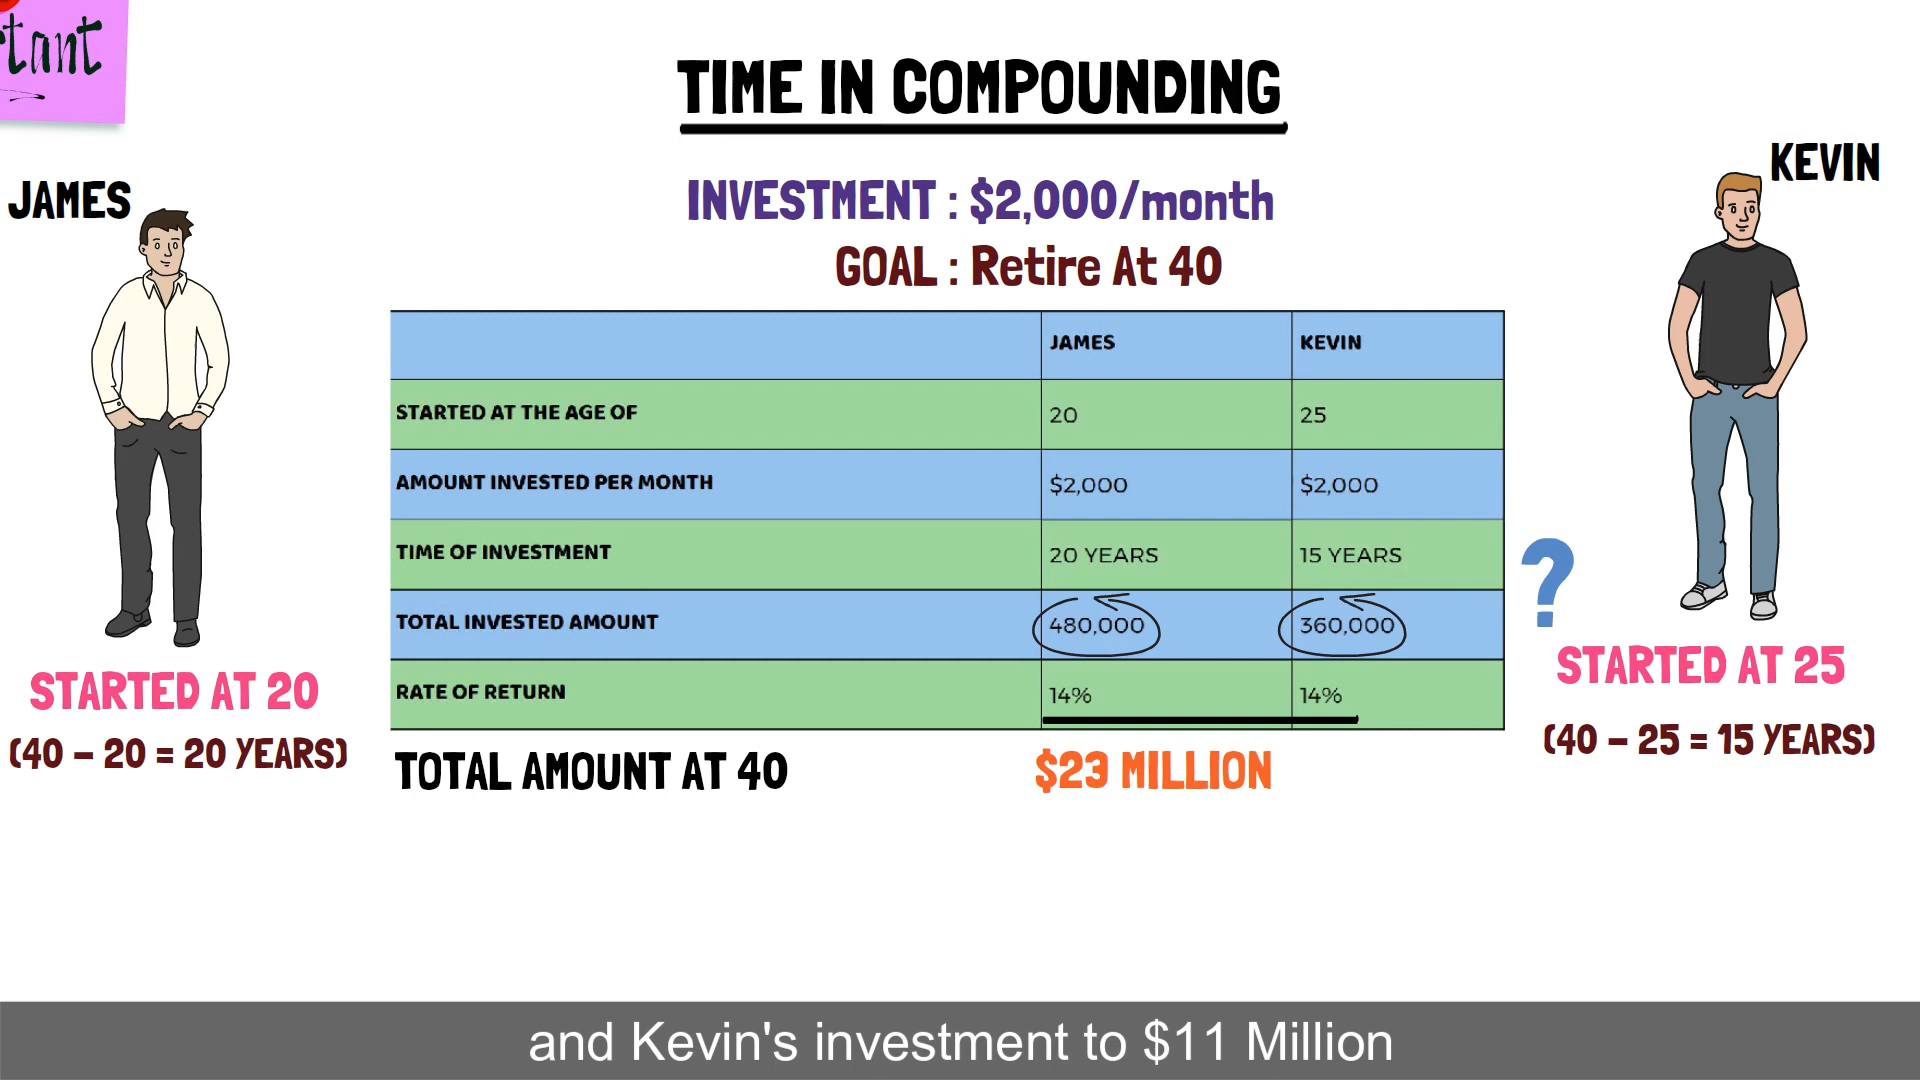 tant
TIME IN COMPOUNDING
KEVIN
JAMES
INVESTMENT : $2,000/month
GOAL : Retire At 40
JAMES KEVIN
STARTED AT THE AGE OF 20 25
AMOUNT INVESTED PER MONTH $2,000 $2,000
TIME OF INVESTMENT 20 YEARS 15 YEARS
?
TOTAL INVESTED AMOUNT 480,000 360,000
RATE OF RETURN 14% 14%
STARTED AT 20
(40 – 20 = 20 YEARS)
STARTED AT 25
(40 – 25 = 15 YEARS)
TOTAL AMOUNT AT 40 $23 MILLION
and Kevin's investment to $11 Million